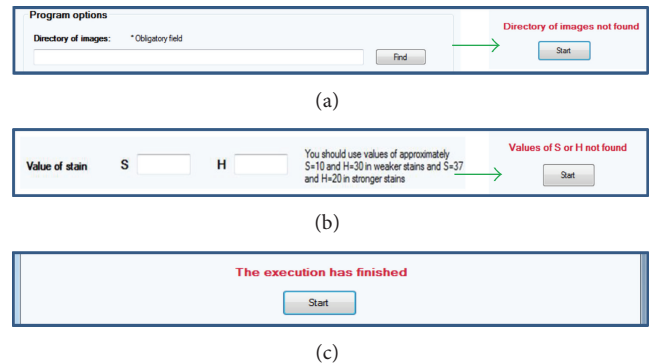 Program options
Directory of images: * Obligatory field
Find
Directory of images not found
Start
(a)
Value of stain S H
You should use values of approximately
S=10 and H=30 in weaker stains and S=37
and H=20 in stronger stains
Values of S or H not found
Start
(b)
The execution has finished
Start
(c)